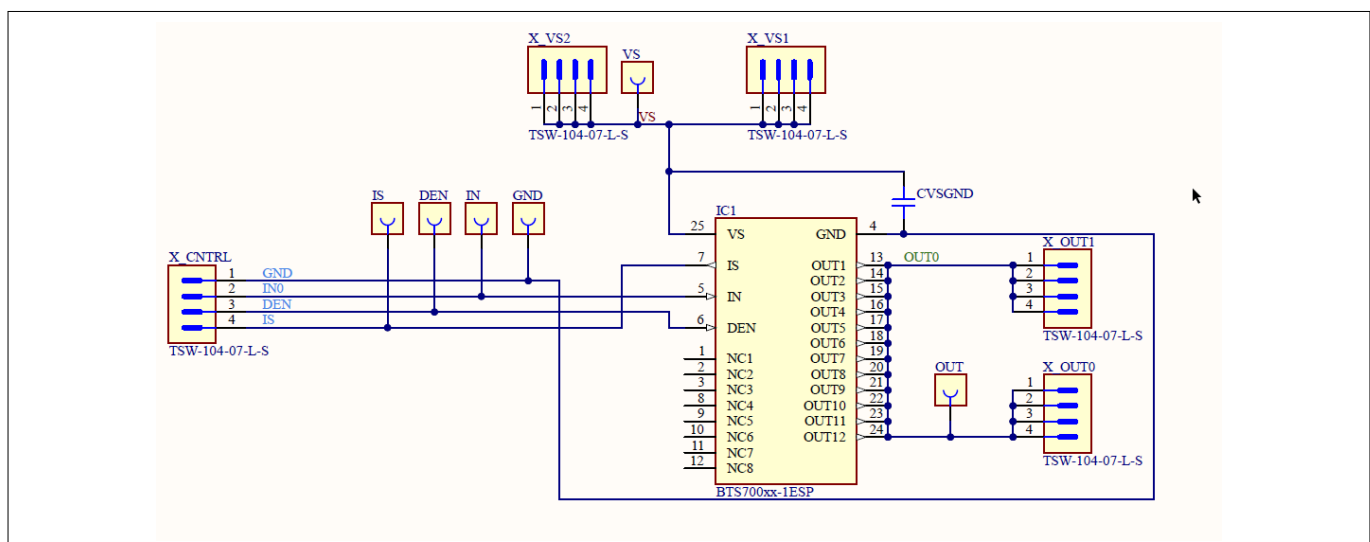 X_VS2
VS
X_VS1
1
2
3
4
VS
1
2
3
4
TSW-104-07-L-S
TSW-104-07-L-S
IS
DEN
IN
GND
CVSGND
IC1
25
VS
GND
4
X_CNTRL
1
GND
2
IN0
3
DEN
4
IS
TSW-104-07-L-S
7
IS
5
IN
6
DEN
1
NC1
2
NC2
3
NC3
8
NC4
9
NC5
10
NC6
11
NC7
12
NC8
OUT1
13
OUT0
OUT2
14
OUT3
15
OUT4
16
OUT5
17
OUT6
18
OUT7
19
OUT8
20
OUT9
21
OUT10
22
OUT11
23
OUT12
24
BTS700xx-1ESP
X_OUT1
1
2
3
4
TSW-104-07-L-S
OUT
X_OUT0
1
2
3
4
TSW-104-07-L-S